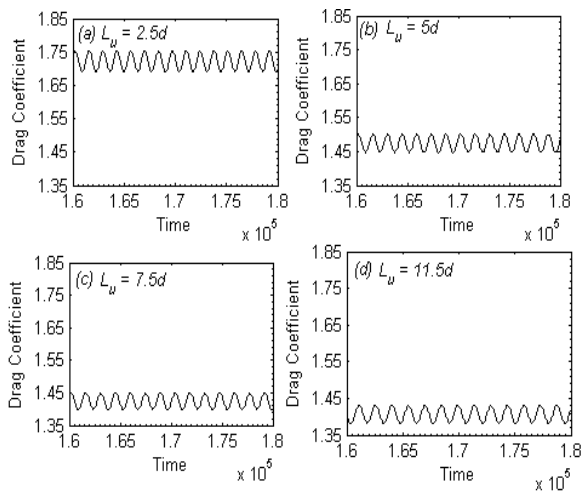 (a) L_u = 2.5d
Drag Coefficient
1.85
1.75
1.65
1.55
1.45
1.35
1.6 1.65 1.7 1.75 1.8
Time
x 10^5
(b) L_u = 5d
Drag Coefficient
1.85
1.75
1.65
1.55
1.45
1.35
1.6 1.65 1.7 1.75 1.8
Time
x 10^5
(c) L_u = 7.5d
Drag Coefficient
1.85
1.75
1.65
1.55
1.45
1.35
1.6 1.65 1.7 1.75 1.8
Time
x 10^5
(d) L_u = 11.5d
Drag Coefficient
1.85
1.75
1.65
1.55
1.45
1.35
1.6 1.65 1.7 1.75 1.8
Time
x 10^5